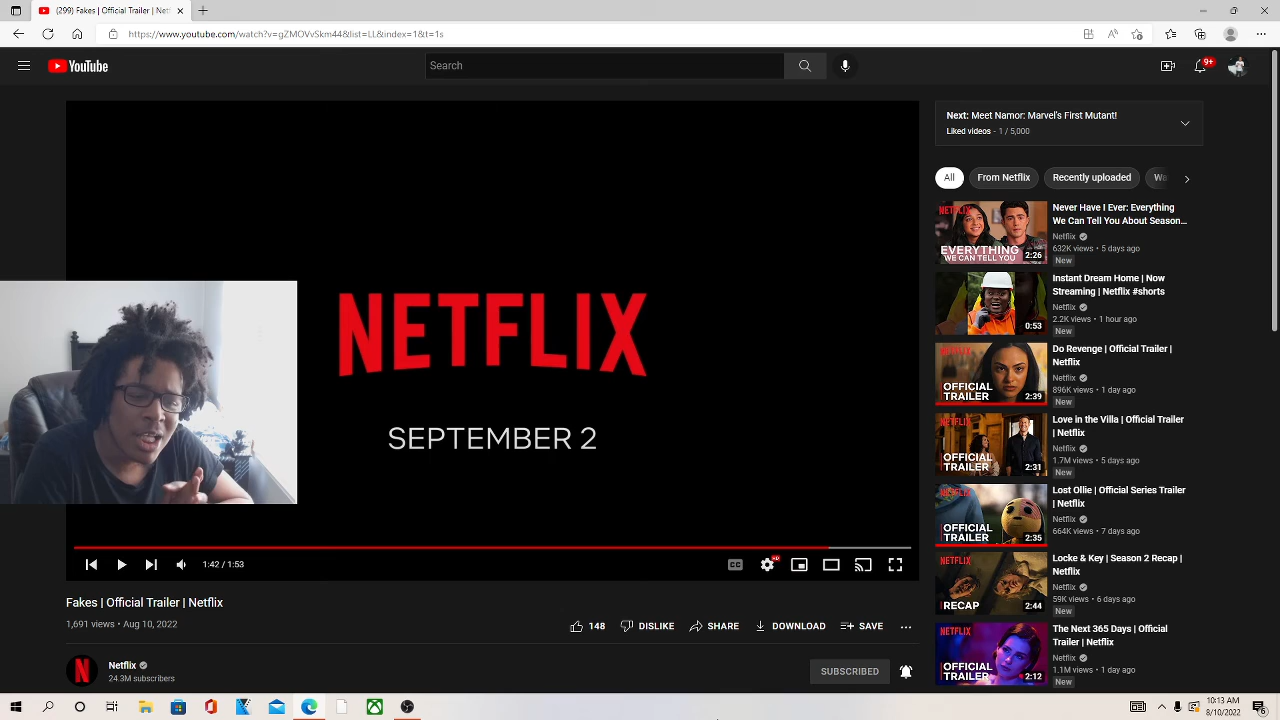 (299) Fakes | Official Trailer | Net
https://www.youtube.com/watch?v=gZMOVvSkm44&list=LL&index=1&t=1s
YouTube
Search
9+
NETFLIX
SEPTEMBER 2
1:42 / 1:53
CC
HD
Fakes | Official Trailer | Netflix
1,691 views • Aug 10, 2022
148
DISLIKE
SHARE
DOWNLOAD
SAVE
N
Netflix
24.3M subscribers
SUBSCRIBED
Next: Meet Namor: Marvel's First Mutant!
Liked videos - 1 / 5,000
All
From Netflix
Recently uploaded
Wa
NETFLIX
EVERYTHING
WE CAN TELL YOU
2:26
Never Have I Ever: Everything
We Can Tell You About Season...
Netflix
632K views • 5 days ago
New
0:53
Instant Dream Home | Now
Streaming | Netflix #shorts
Netflix
2.2K views • 1 hour ago
New
NETFLIX
OFFICIAL
TRAILER
2:39
Do Revenge | Official Trailer |
Netflix
Netflix
896K views • 1 day ago
New
NETFLIX
OFFICIAL
TRAILER
2:31
Love in the Villa | Official Trailer
| Netflix
Netflix
1.7M views • 5 days ago
New
NETFLIX
OFFICIAL
TRAILER
2:35
Lost Ollie | Official Series Trailer
| Netflix
Netflix
664K views • 7 days ago
NETFLIX
RECAP
2:44
Locke & Key | Season 2 Recap |
Netflix
Netflix
59K views • 6 days ago
New
NETFLIX
OFFICIAL
TRAILER
2:12
The Next 365 Days | Official
Trailer | Netflix
Netflix
1.1M views • 1 day ago
New
10:13 AM
8/10/2022
6